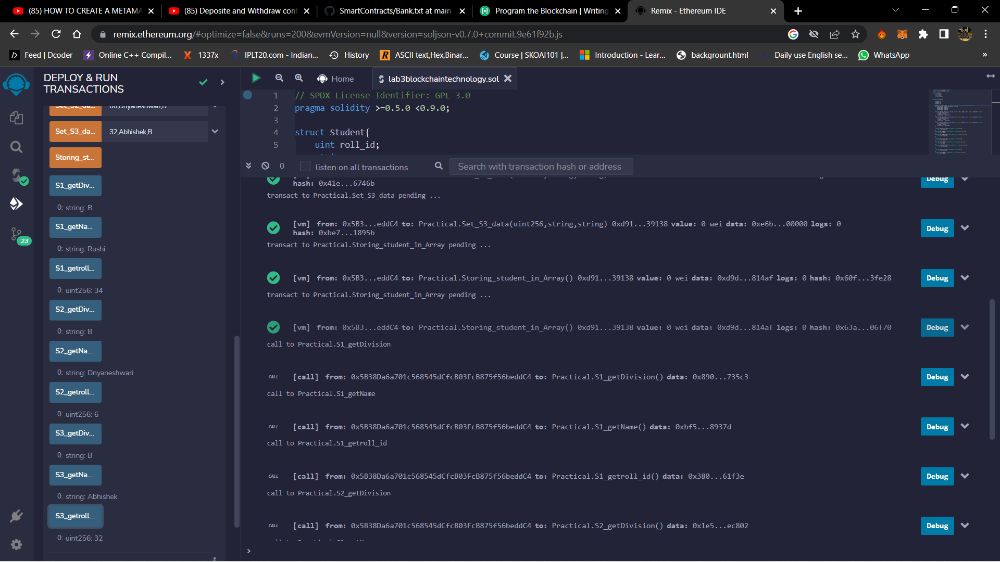 (85) HOW TO CREATE A METAMA
(85) Deposite and Withdraw cont
SmartContracts/Bank.txt at main
Program the Blockchain | Writing
Remix - Ethereum IDE
remix.ethereum.org/#optimize=false&runs=200&evmVersion=null&version=soljson-v0.7.0+commit.9e61f92b.js
Feed | Dcoder
Online C++ Compil...
1337x
IPLT20.com - Indian...
History
ASCII text,Hex,Binar...
Course | SKOAI101 |...
Introduction - Lear...
backgrount.html
Daily use English se...
WhatsApp
»
DEPLOY & RUN
TRANSACTIONS
Set_S3_da...
32,Abhishek,B
Storing_st...
S1_getDiv...
0: string: B
S1_getNa...
0: string: Rushi
S1_getroll...
0: uint256: 34
S2_getDiv...
0: string: B
S2_getNa...
0: string: Dnyaneshwari
S2_getroll...
0: uint256: 6
S3_getDiv...
0: string: B
S3_getNa...
0: string: Abhishek
S3_getroll...
0: uint256: 32
23
Home
lab3blockchaintechnology.sol
1 // SPDX-License-Identifier: GPL-3.0
2 pragma solidity >=0.5.0 <0.9.0;
3
4 struct Student{
5 uint roll_id;
0
listen on all transactions
Search with transaction hash or address
hash: 0x41e...6746b
Debug
transact to Practical.Set_S3_data pending ...
[vm] from: 0x5B3...eddC4 to: Practical.Set_S3_data(uint256,string,string) 0xd91...39138 value: 0 wei data: 0xe6b...00000 logs: 0
hash: 0xbe7...1895b
Debug
transact to Practical.Storing_student_in_Array pending ...
[vm] from: 0x5B3...eddC4 to: Practical.Storing_student_in_Array() 0xd91...39138 value: 0 wei data: 0xd9d...814af logs: 0 hash: 0x60f...3fe28
Debug
transact to Practical.Storing_student_in_Array pending ...
[vm] from: 0x5B3...eddC4 to: Practical.Storing_student_in_Array() 0xd91...39138 value: 0 wei data: 0xd9d...814af logs: 0 hash: 0x63a...06f70
Debug
call to Practical.S1_getDivision
CALL [call] from: 0x5B38Da6a701c568545dCfcB03FcB875f56beddC4 to: Practical.S1_getDivision() data: 0x890...735c3
Debug
call to Practical.S1_getName
CALL [call] from: 0x5B38Da6a701c568545dCfcB03FcB875f56beddC4 to: Practical.S1_getName() data: 0xbf5...8937d
Debug
call to Practical.S1_getroll_id
CALL [call] from: 0x5B38Da6a701c568545dCfcB03FcB875f56beddC4 to: Practical.S1_getroll_id() data: 0x380...61f3e
Debug
call to Practical.S2_getDivision
CALL [call] from: 0x5B38Da6a701c568545dCfcB03FcB875f56beddC4 to: Practical.S2_getDivision() data: 0x1e5...ec802
Debug
>